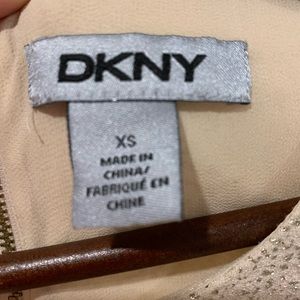 DKNY
XS
MADE IN
CHINA/
FABRIQUÉ EN
CHINE